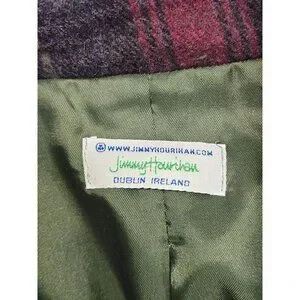 WWW.JIMMYHOURIHAN.COM
Jimmy Hourihan
DUBLIN IRELAND